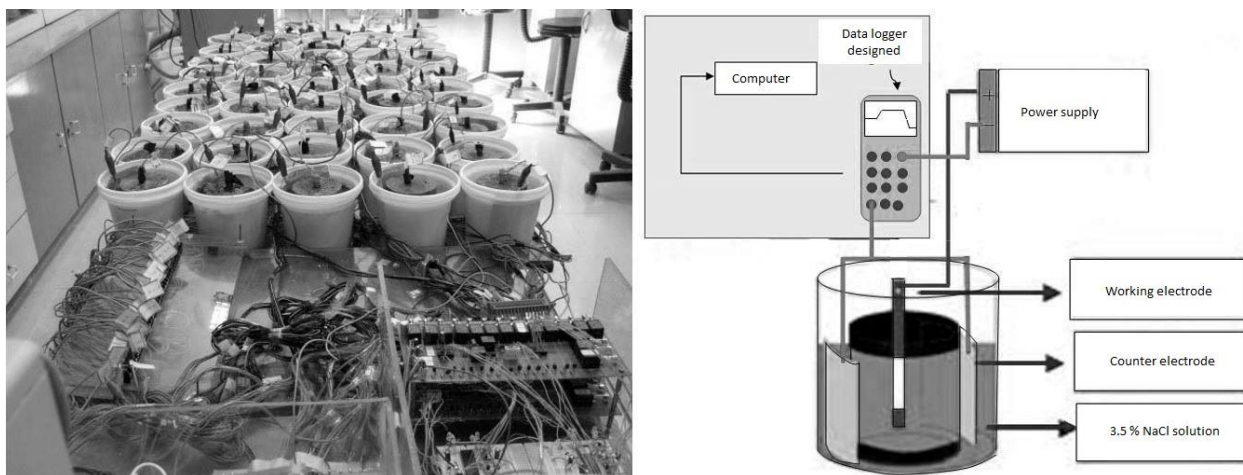 Data logger
designed
Computer
+
Power supply
Working electrode
Counter electrode
3.5 % NaCl solution